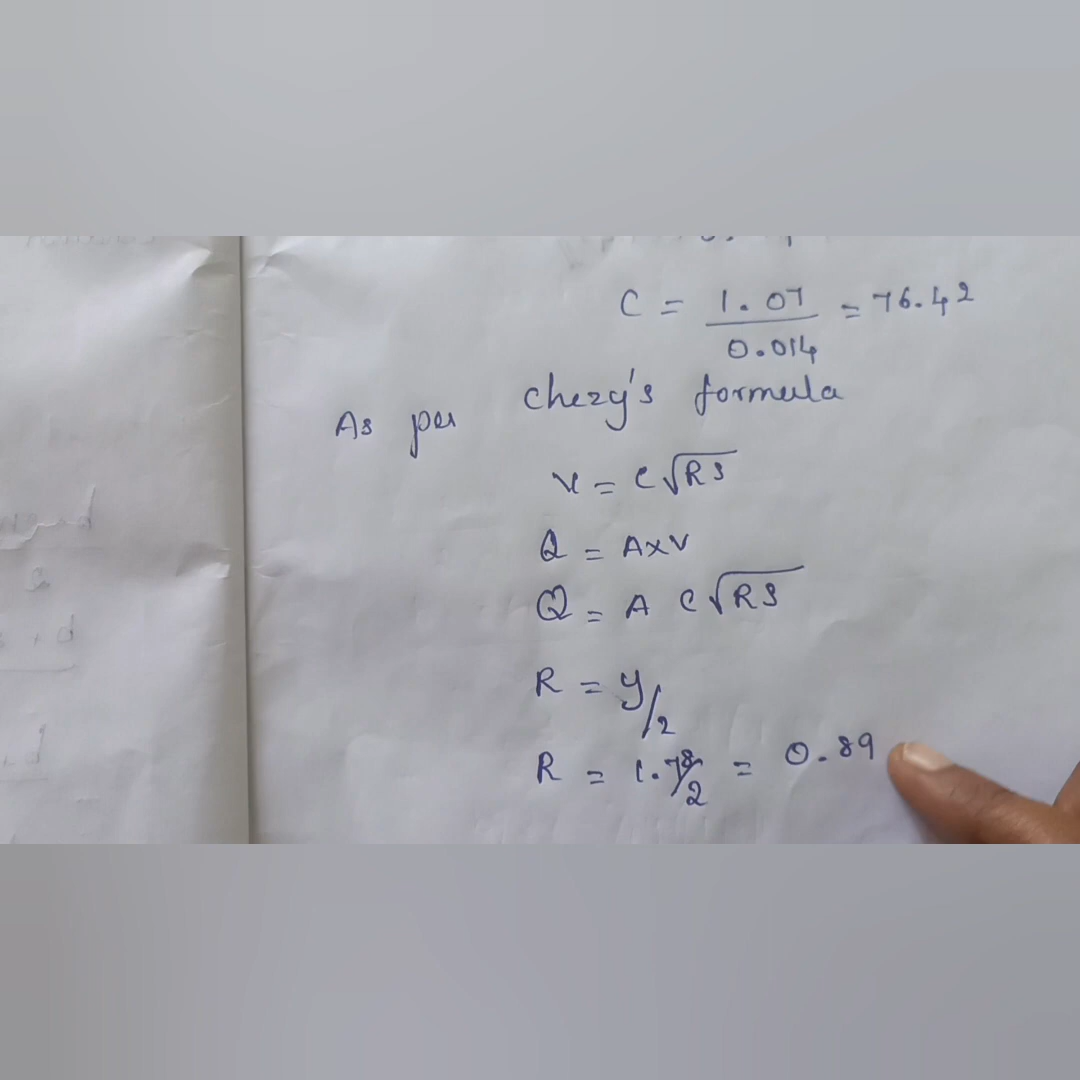 C = 1.07/0.014 = 76.42
As per chezy's formula
V = C√RS
Q = A×V
Q = A C√RS
R = y/2
R = 1.78/2 = 0.89